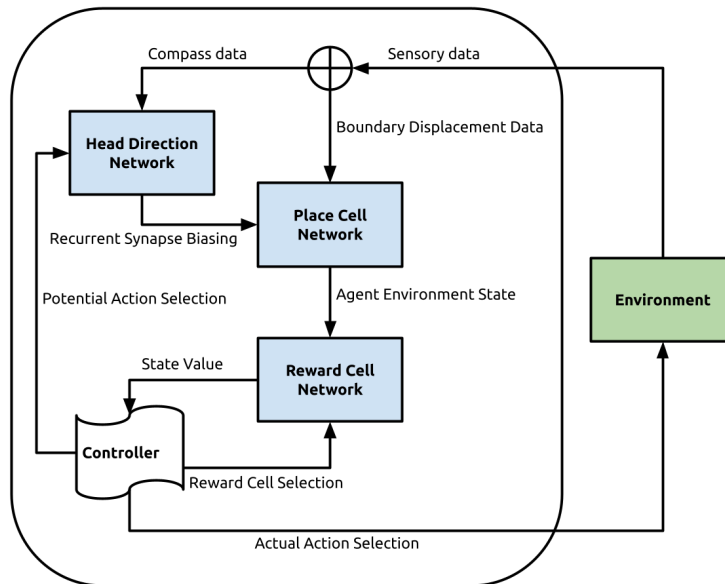 Compass data
Sensory data
Head Direction
Network
Boundary Displacement Data
Place Cell
Network
Recurrent Synapse Biasing
Potential Action Selection
Agent Environment State
Environment
State Value
Reward Cell
Network
Controller
Reward Cell Selection
Actual Action Selection